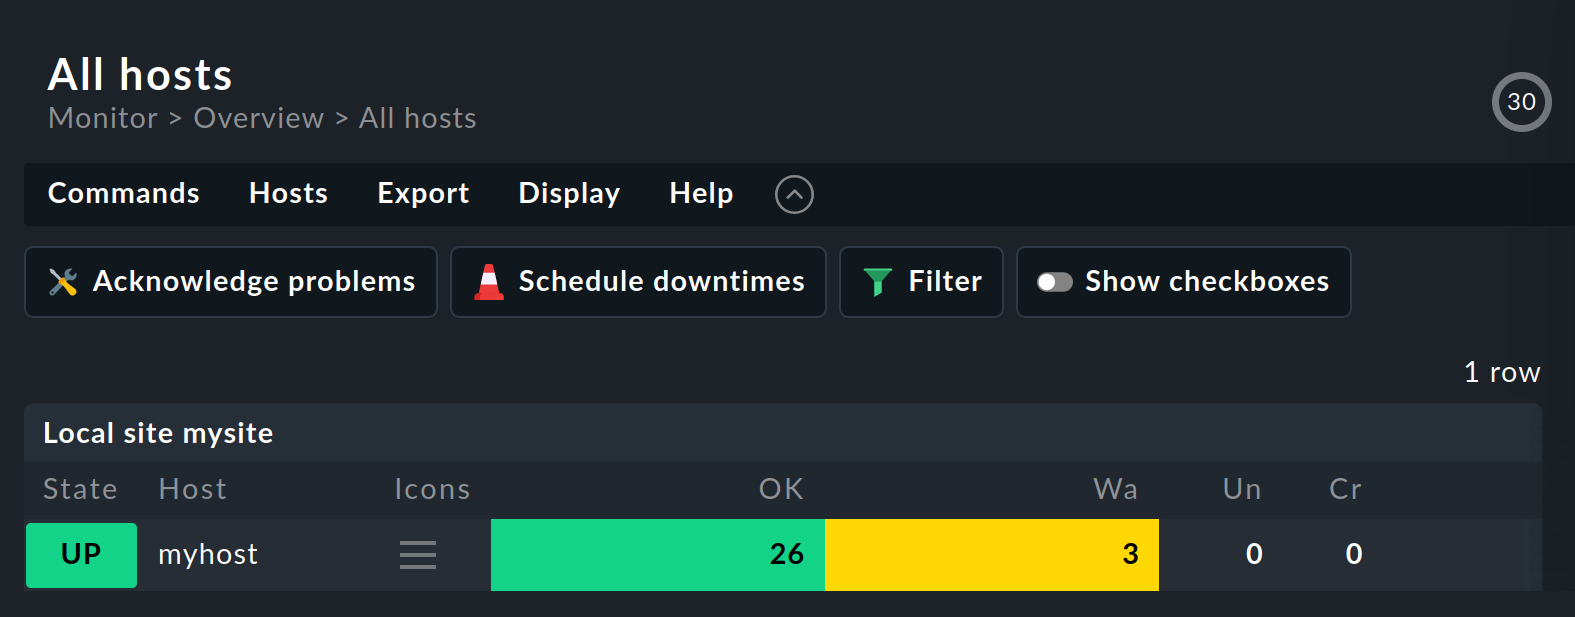 All hosts
Monitor > Overview > All hosts
30
Commands Hosts Export Display Help
Acknowledge problems Schedule downtimes Filter Show checkboxes
1 row
Local site mysite
State Host Icons OK Wa Un Cr
UP myhost 26 3 0 0